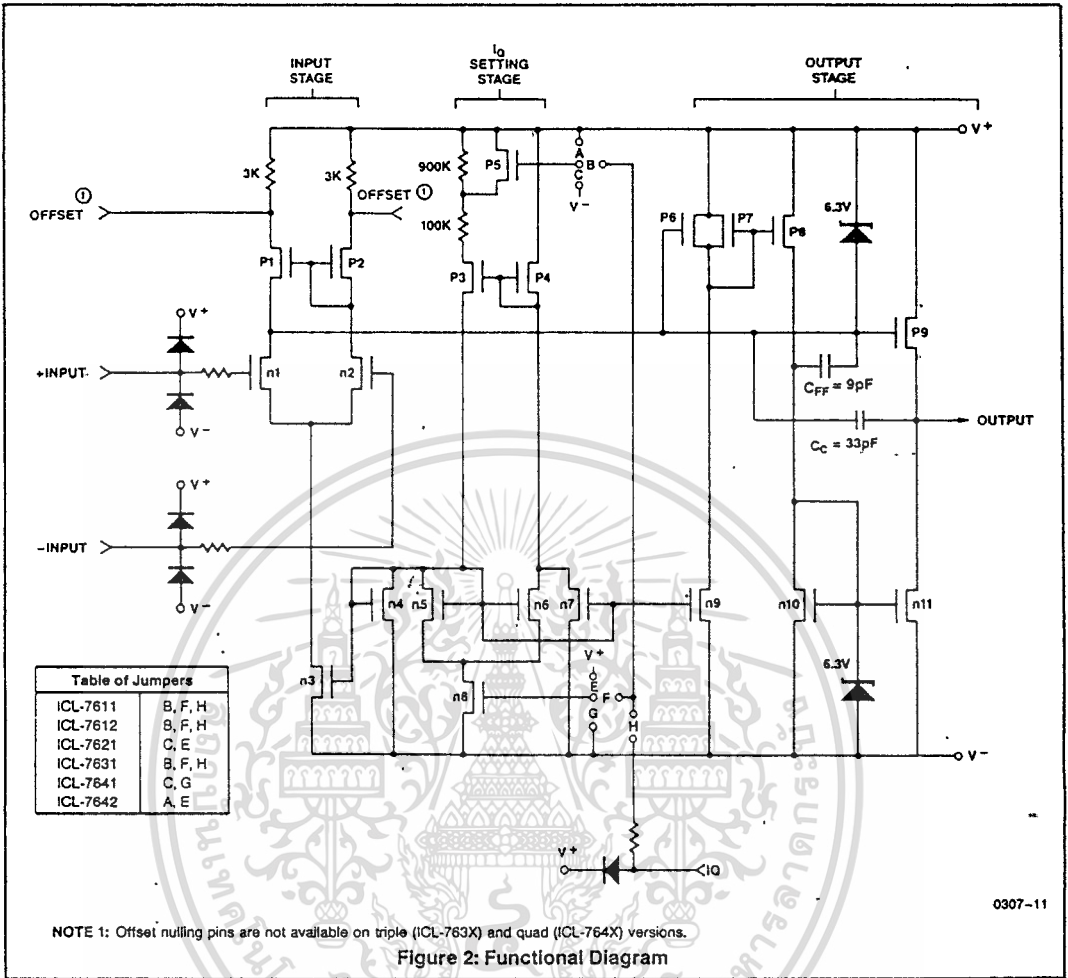 INPUT
STAGE
IQ
SETTING
STAGE
OUTPUT
STAGE
V+
3K
3K
900K
P5
A
B
C
V-
OFFSET ①
OFFSET ①
100K
P6
P7
P8
6.3V
P1
P2
P3
P4
P9
V+
+INPUT
n1
n2
CFF = 9pF
V-
OUTPUT
CC = 33pF
V+
-INPUT
n4
n5
n6
n7
n9
n10
n11
V-
V+
6.3V
n3
E
n8
F
G
H
V-
Table of Jumpers
ICL-7611 B, F, H
ICL-7612 B, F, H
ICL-7621 C, E
ICL-7631 B, F, H
ICL-7641 C, G
ICL-7642 A, E
V+
IQ
0307-11
NOTE 1: Offset nulling pins are not available on triple (ICL-763X) and quad (ICL-764X) versions.
Figure 2: Functional Diagram